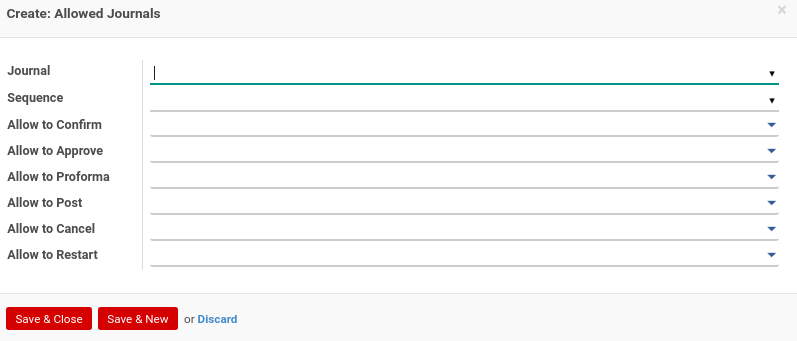 Create: Allowed Journals
×
Journal
Sequence
Allow to Confirm
Allow to Approve
Allow to Proforma
Allow to Post
Allow to Cancel
Allow to Restart
Save & Close Save & New or Discard